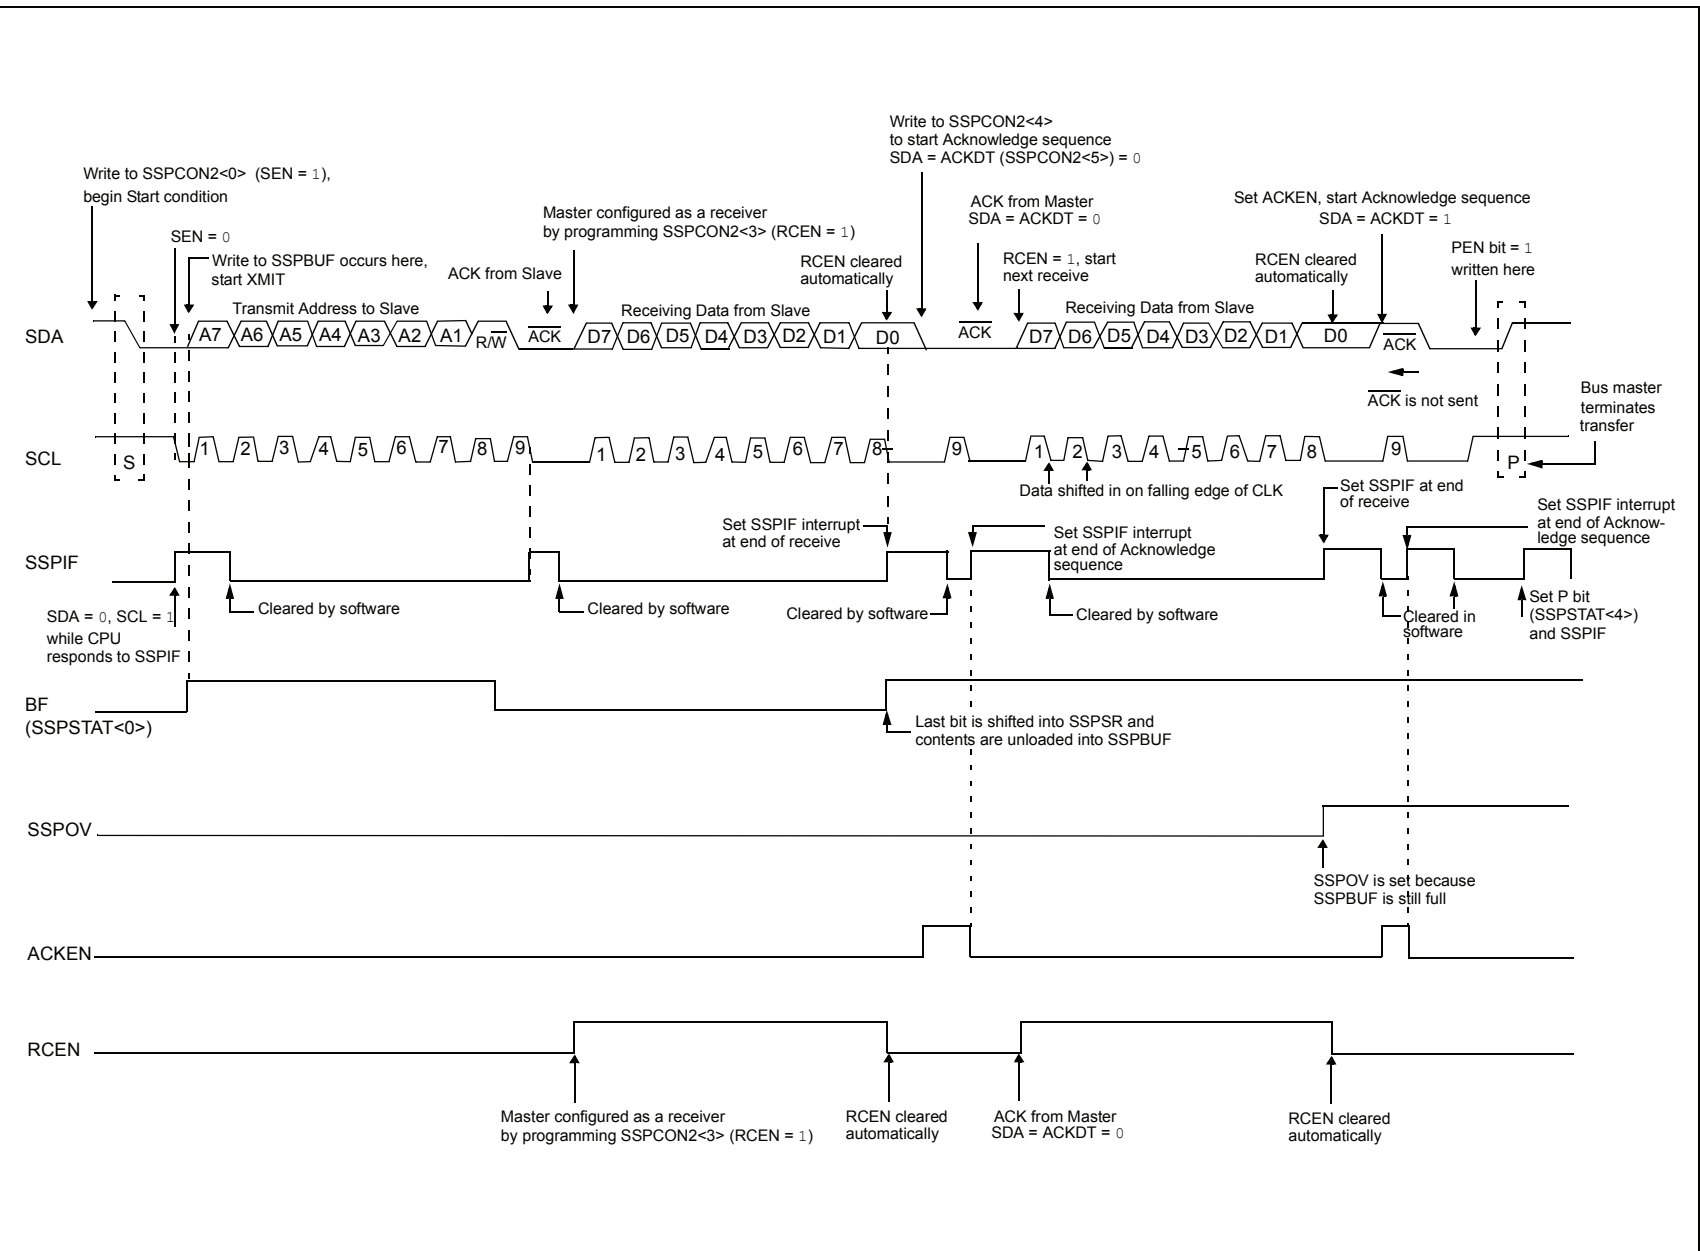 Write to SSPCON2<4>
to start Acknowledge sequence
SDA = ACKDT (SSPCON2<5>) = 0
Write to SSPCON2<0> (SEN = 1),
begin Start condition
ACK from Master
SDA = ACKDT = 0
Set ACKEN, start Acknowledge sequence
SDA = ACKDT = 1
Master configured as a receiver
by programming SSPCON2<3> (RCEN = 1)
SEN = 0
PEN bit = 1
written here
Write to SSPBUF occurs here,
start XMIT
ACK from Slave
RCEN cleared
automatically
RCEN = 1, start
next receive
RCEN cleared
automatically
Transmit Address to Slave
Receiving Data from Slave
Receiving Data from Slave
SDA
A7 A6 A5 A4 A3 A2 A1 R/W ACK D7 D6 D5 D4 D3 D2 D1 D0 ACK D7 D6 D5 D4 D3 D2 D1 D0 ACK
ACK is not sent
Bus master
terminates
transfer
SCL
S 1 2 3 4 5 6 7 8 9 1 2 3 4 5 6 7 8 9 1 2 3 4 5 6 7 8 9 P
Data shifted in on falling edge of CLK
Set SSPIF at end
of receive
Set SSPIF interrupt
at end of receive
Set SSPIF interrupt
at end of Acknowledge
sequence
Set SSPIF interrupt
at end of Acknow-
ledge sequence
SSPIF
SDA = 0, SCL = 1
while CPU
responds to SSPIF
Cleared by software
Cleared by software
Cleared by software
Cleared by software
Cleared in
software
Set P bit
(SSPSTAT<4>)
and SSPIF
BF
(SSPSTAT<0>)
Last bit is shifted into SSPSR and
contents are unloaded into SSPBUF
SSPOV
SSPOV is set because
SSPBUF is still full
ACKEN
RCEN
Master configured as a receiver
by programming SSPCON2<3> (RCEN = 1)
RCEN cleared
automatically
ACK from Master
SDA = ACKDT = 0
RCEN cleared
automatically